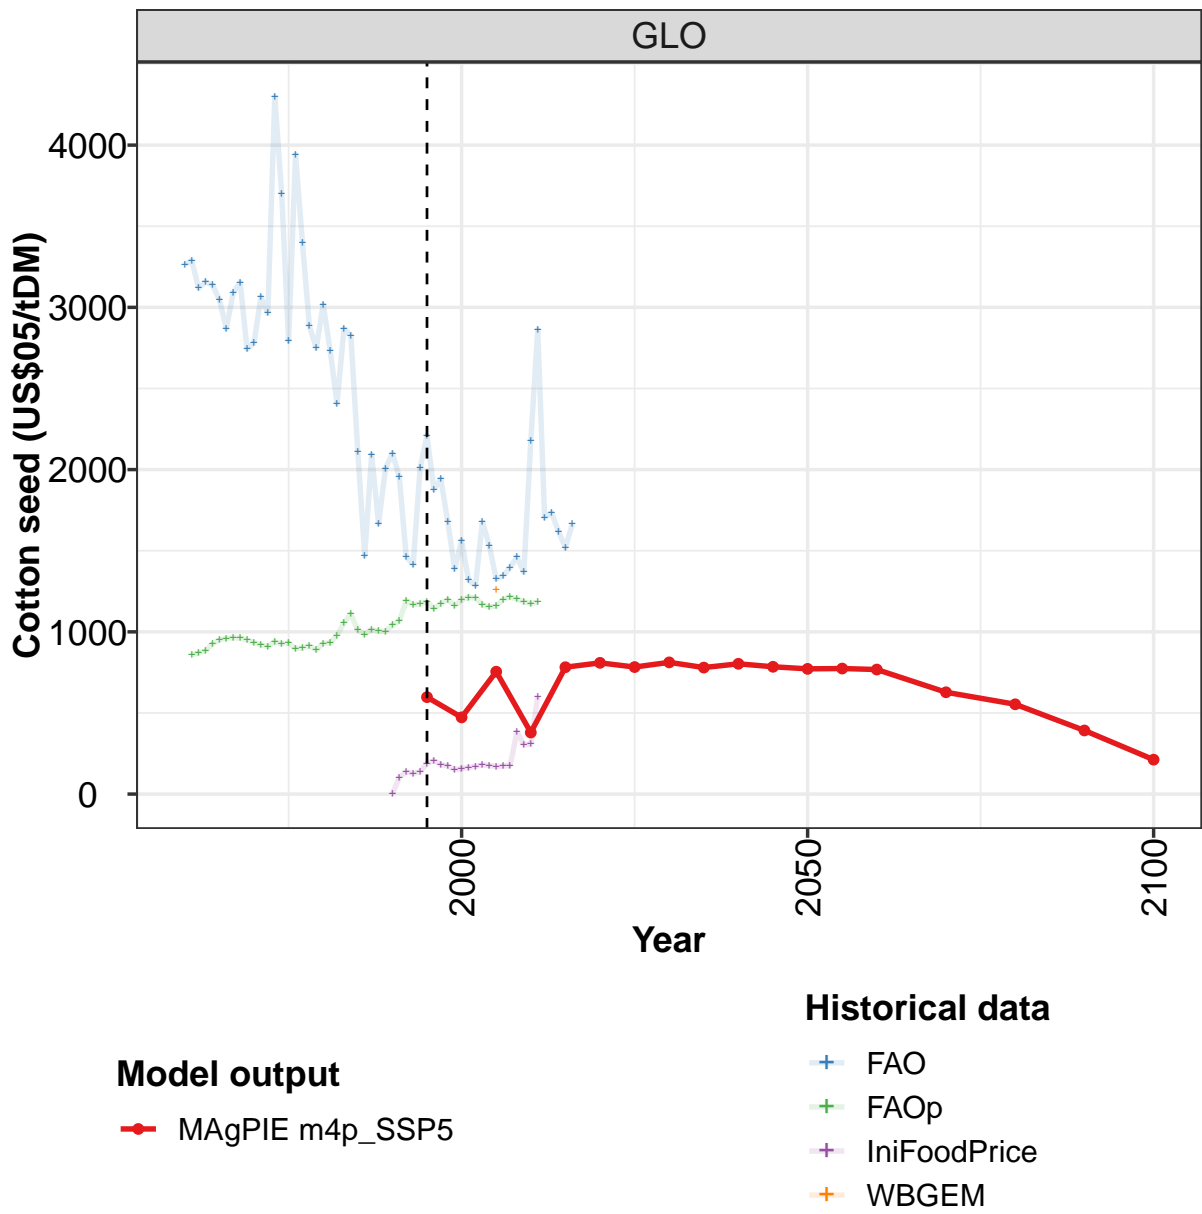 GLO
Cotton seed (US$05/tDM)
4000
3000
2000
1000
0
2000
2050
2100
Year
Model output
MAgPIE m4p_SSP5
Historical data
FAO
FAOp
IniFoodPrice
WBGEM